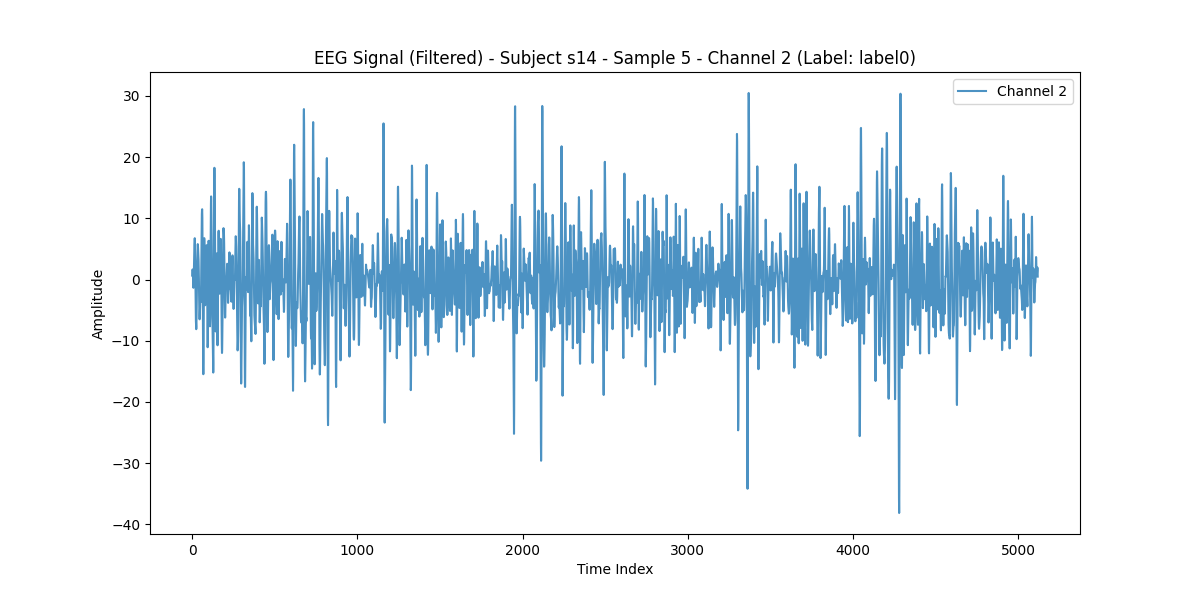 EEG Signal (Filtered) - Subject s14 - Sample 5 - Channel 2 (Label: label0)
Channel 2
30
20
10
0
−10
−20
−30
−40
Amplitude
0 1000 2000 3000 4000 5000
Time Index